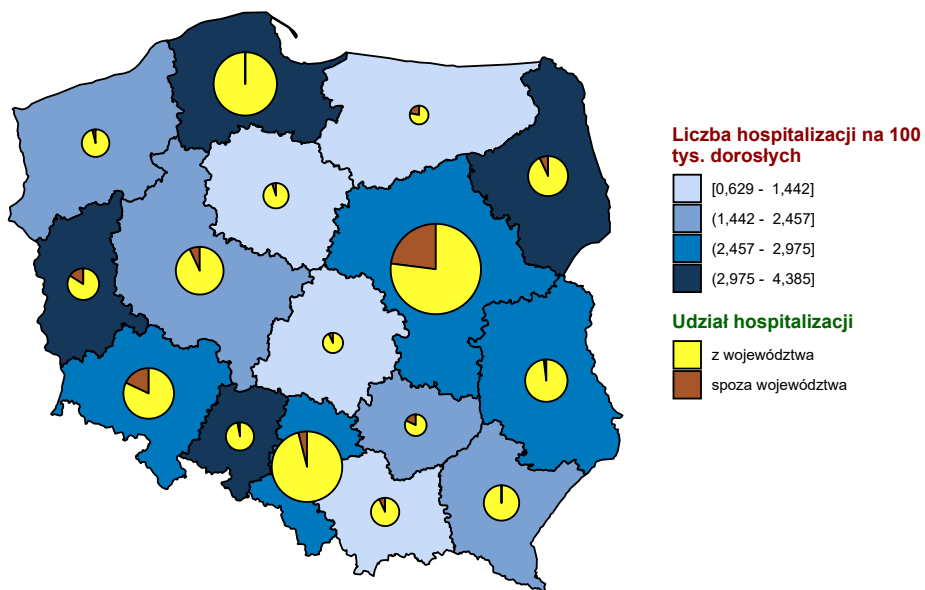 Liczba hospitalizacji na 100
tys. dorosłych
[0,629 - 1,442]
(1,442 - 2,457]
(2,457 - 2,975]
(2,975 - 4,385]
Udział hospitalizacji
z województwa
spoza województwa